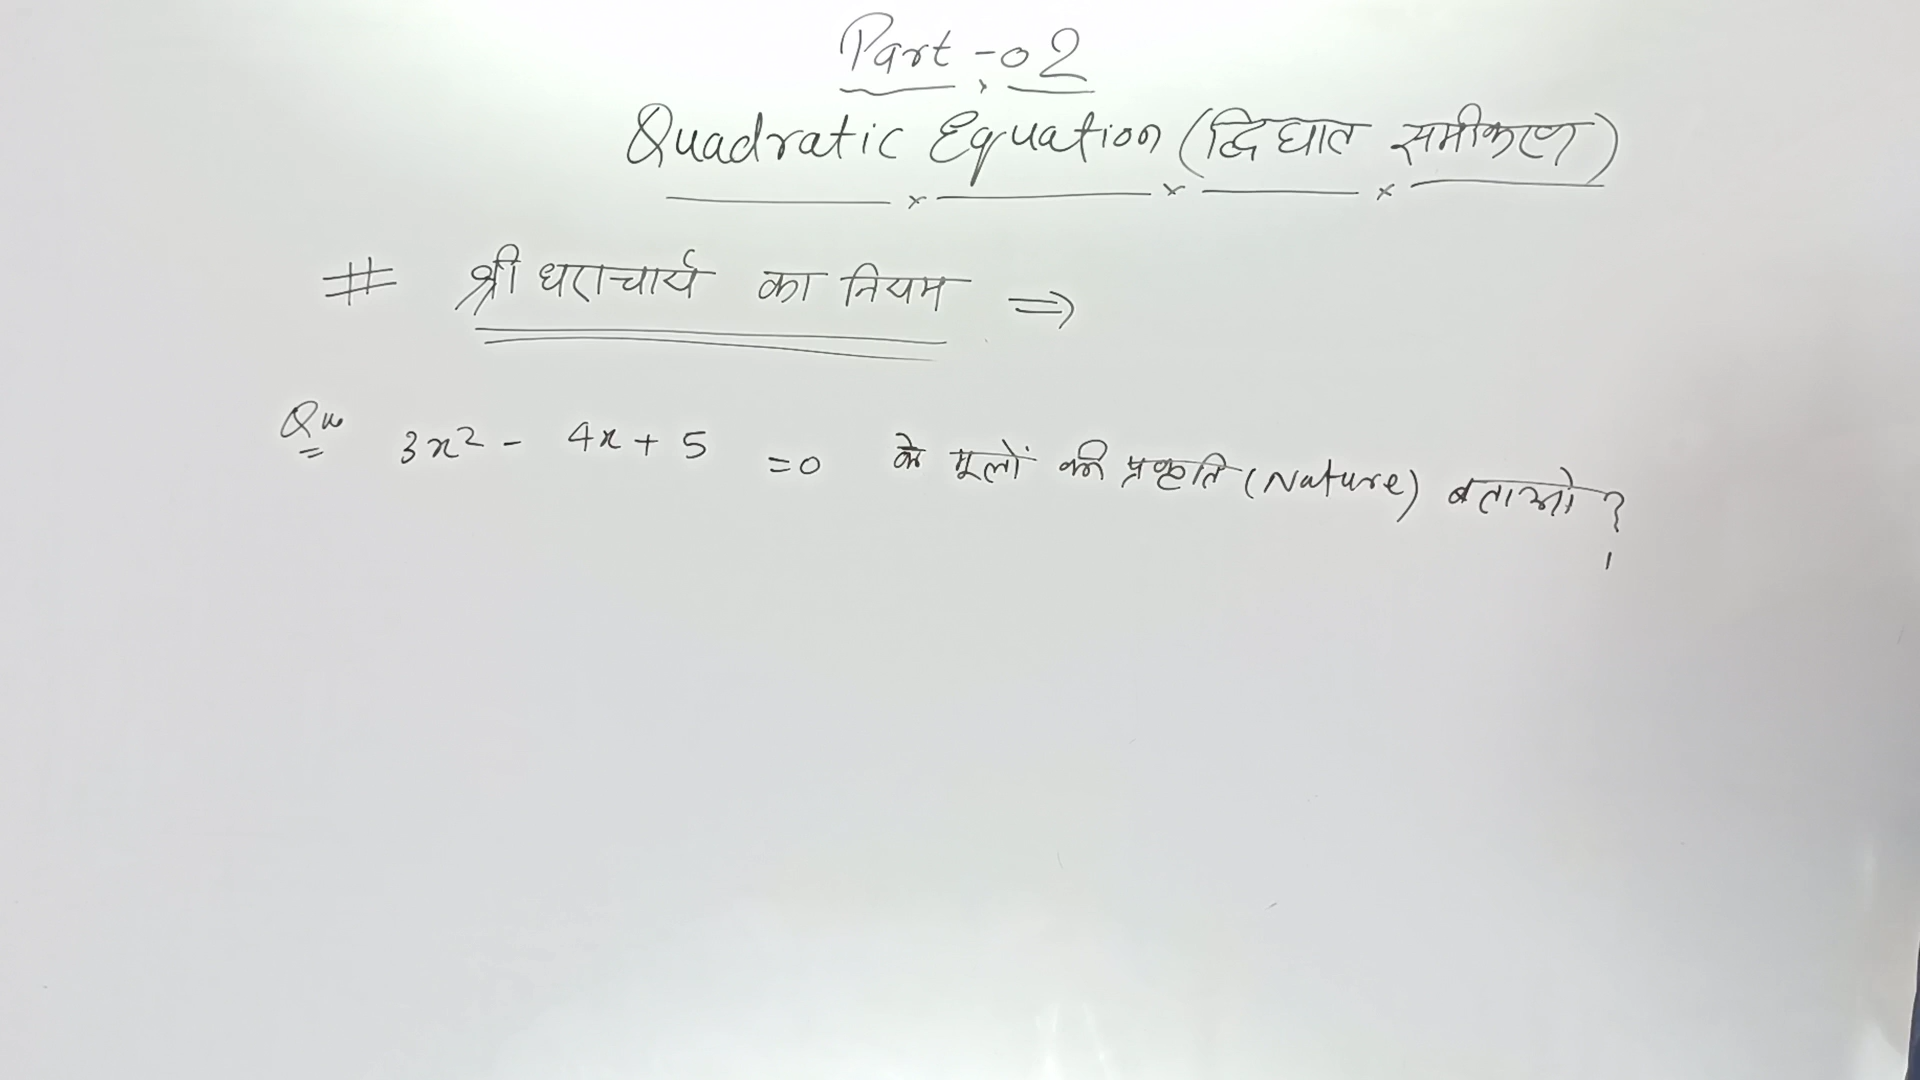 Part - 02
Quadratic Equation (द्विघात समीकरण)
# श्री धराचार्य का नियम ⇒
Qu 3x² - 4x + 5 = 0 के मूलों की प्रकृति (Nature) बताओ ?